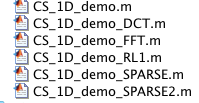 CS_1D_demo.m
CS_1D_demo_DCT.m
CS_1D_demo_FFT.m
CS_1D_demo_RL1.m
CS_1D_demo_SPARSE.m
CS_1D_demo_SPARSE2.m